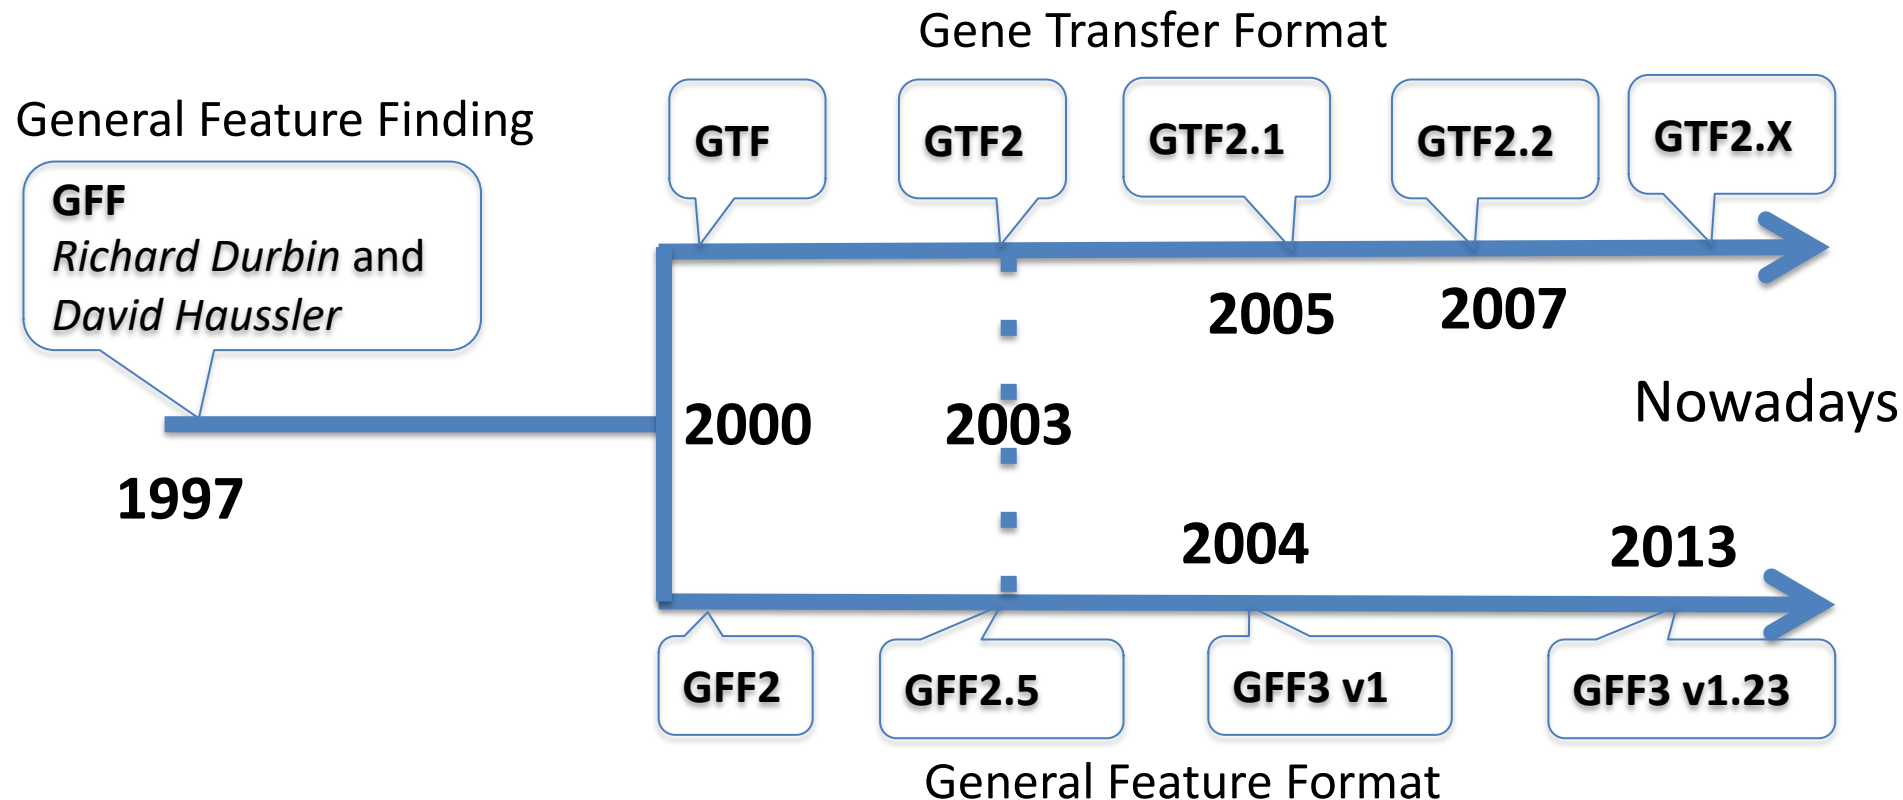 Gene Transfer Format
General Feature Finding
GTF
GTF2
GTF2.1
GTF2.2
GTF2.X
GFF
Richard Durbin and
David Haussler
2005
2007
2000
2003
Nowadays
1997
2004
2013
GFF2
GFF2.5
GFF3 v1
GFF3 v1.23
General Feature Format